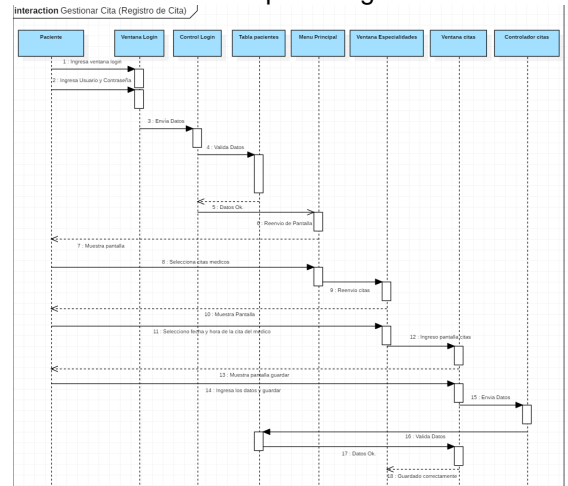 interaction Gestionar Cita (Registro de Cita)
Paciente
Ventana Login
Control Login
Tabla pacientes
Menu Principal
Ventana Especialidades
Ventana citas
Controlador citas
1 : Ingresa ventana login
2 : Ingresa Usuario y Contraseña
3 : Envia Datos
4 : Valida Datos
5 : Datos Ok.
6 : Reenvio de Pantalla
7 : Muestra pantalla
8 : Selecciona citas medicos
9 : Reenvio citas
10 : Muestra Pantalla
11 : Selecciono fecha y hora de la cita del medico
12 : Ingreso pantalla citas
13 : Muestra pantalla guardar
14 : Ingresa los datos y guardar
15 : Envia Datos
16 : Valida Datos
17 : Datos Ok.
18 : Guardado correctamente